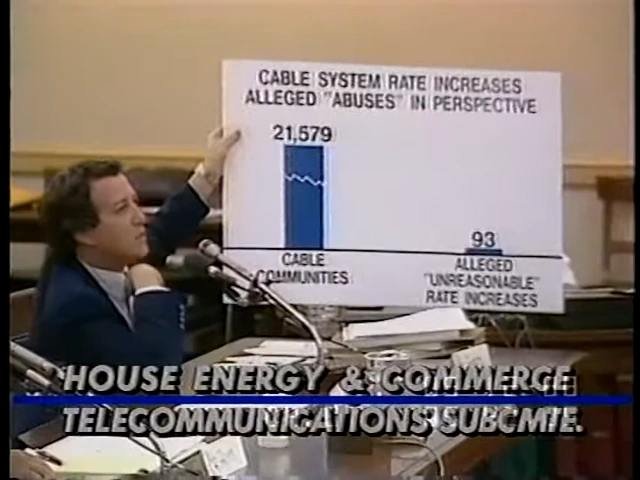 CABLE SYSTEM RATE INCREASES
ALLEGED "ABUSES" IN PERSPECTIVE
21,579
93
CABLE
COMMUNITIES
ALLEGED
"UNREASONABLE"
RATE INCREASES
HOUSE ENERGY & COMMERCE
TELECOMMUNICATIONS SUBCMTE.